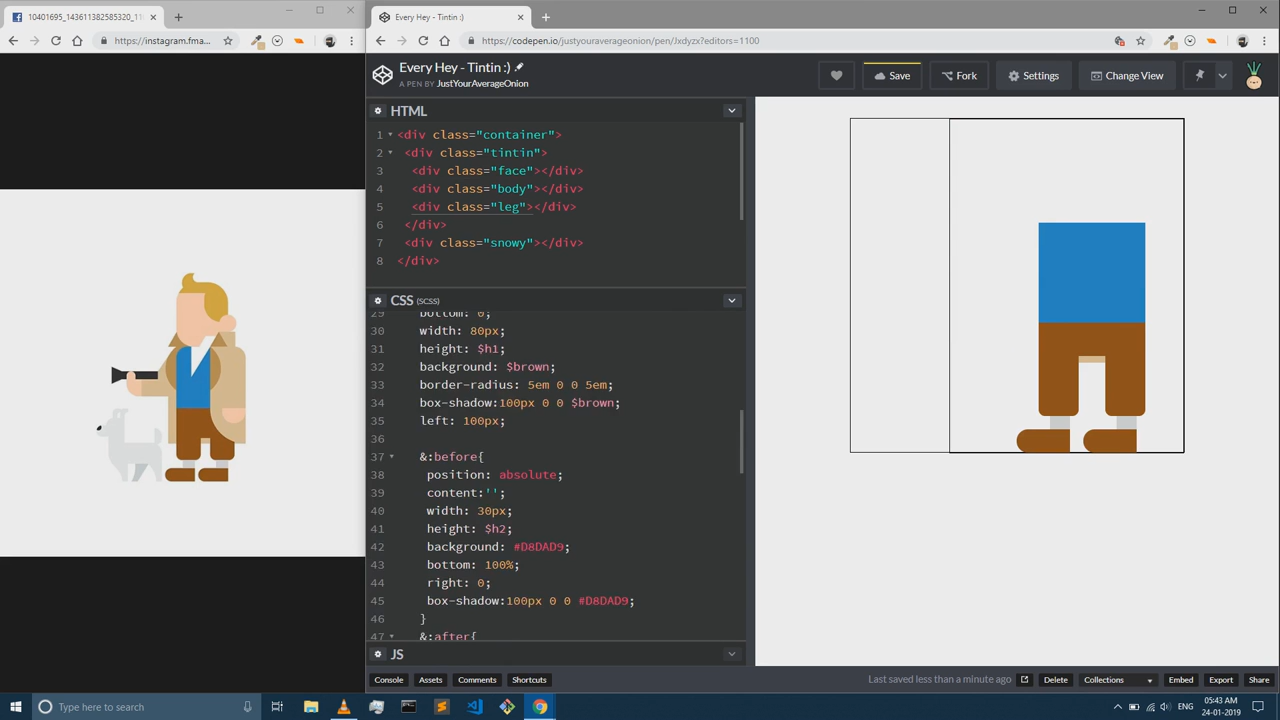 10401695_143611382585320_11
https://instagram.fma...
Every Hey - Tintin :)
https://codepen.io/justyouraverageonion/pen/Jxdyzx?editors=1100
Every Hey - Tintin :)
A PEN BY JustYourAverageOnion
Save
Fork
Settings
Change View
HTML
1 <div class="container">
2 <div class="tintin">
3 <div class="face"></div>
4 <div class="body"></div>
5 <div class="leg"></div>
6 </div>
7 <div class="snowy"></div>
8 </div>
CSS (SCSS)
29 bottom: 0;
30 width: 80px;
31 height: $h1;
32 background: $brown;
33 border-radius: 5em 0 0 5em;
34 box-shadow:100px 0 0 $brown;
35 left: 100px;
36
37 &:before{
38 position: absolute;
39 content:'';
40 width: 30px;
41 height: $h2;
42 background: #D8DAD9;
43 bottom: 100%;
44 right: 0;
45 box-shadow:100px 0 0 #D8DAD9;
46 }
47 &:after{
JS
Console
Assets
Comments
Shortcuts
Last saved less than a minute ago
Delete
Collections
Embed
Export
Share
Type here to search
05:43 AM
24-01-2019